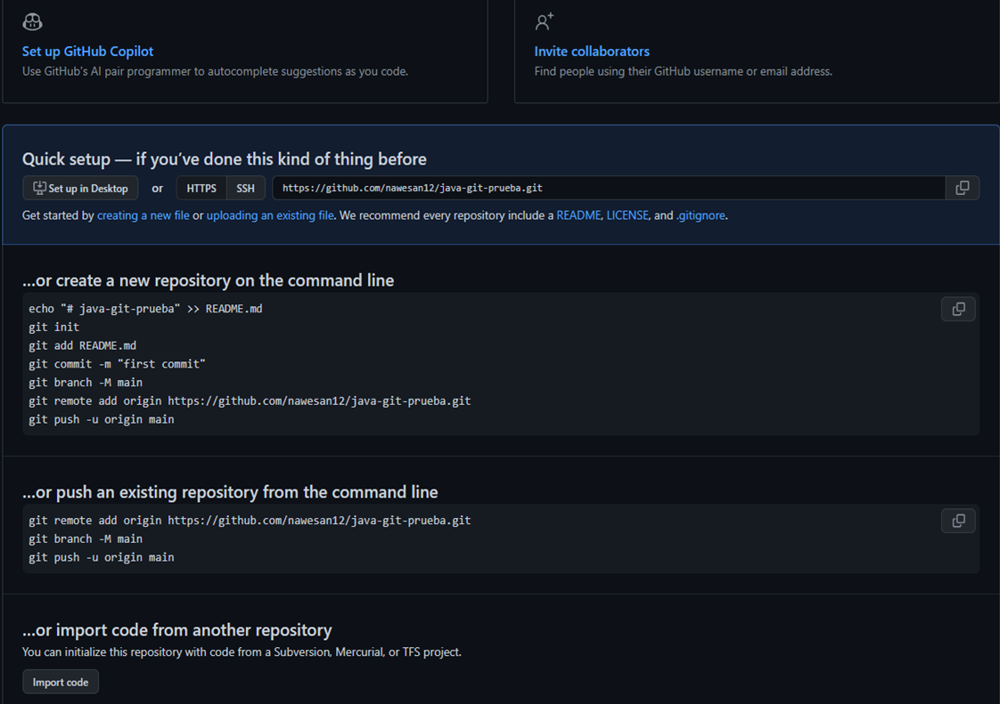 Set up GitHub Copilot
Use GitHub's AI pair programmer to autocomplete suggestions as you code.
Invite collaborators
Find people using their GitHub username or email address.
Quick setup — if you’ve done this kind of thing before
Set up in Desktop or HTTPS SSH https://github.com/nawesan12/java-git-prueba.git
Get started by creating a new file or uploading an existing file. We recommend every repository include a README, LICENSE, and .gitignore.
…or create a new repository on the command line
echo "# java-git-prueba" >> README.md
git init
git add README.md
git commit -m "first commit"
git branch -M main
git remote add origin https://github.com/nawesan12/java-git-prueba.git
git push -u origin main
…or push an existing repository from the command line
git remote add origin https://github.com/nawesan12/java-git-prueba.git
git branch -M main
git push -u origin main
…or import code from another repository
You can initialize this repository with code from a Subversion, Mercurial, or TFS project.
Import code